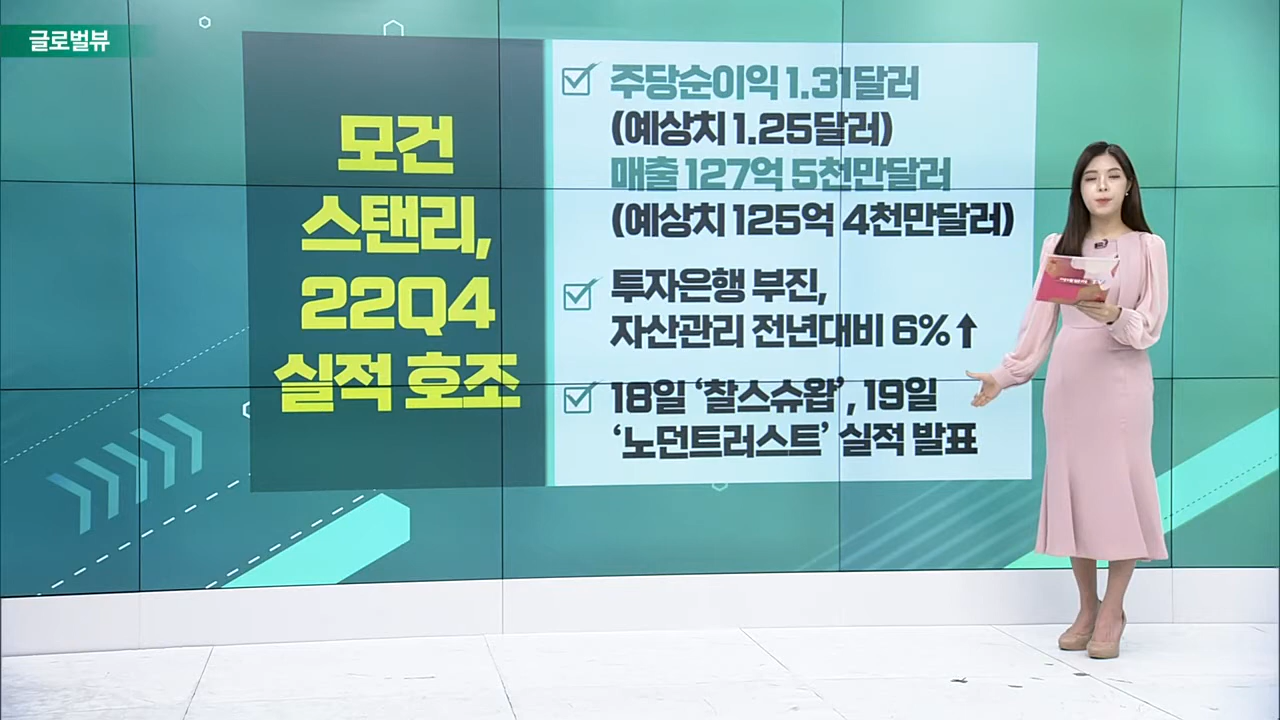 글로벌뷰
모건
스탠리,
22Q4
실적 호조
주당순이익 1.31달러
(예상치 1.25달러)
매출 127억 5천만달러
(예상치 125억 4천만달러)
투자은행 부진,
자산관리 전년대비 6%↑
18일 ‘찰스슈왑’, 19일
‘노던트러스트’ 실적 발표